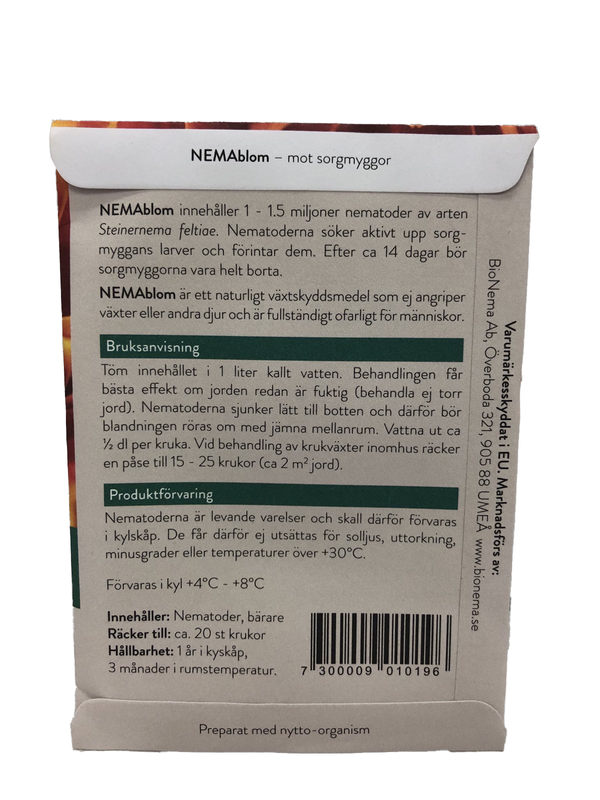 NEMAblom – mot sorgmyggor
NEMAblom innehåller 1 - 1.5 miljoner nematoder av arten
Steinernema feltiae. Nematoderna söker aktivt upp sorg-
myggans larver och förintar dem. Efter ca 14 dagar bör
sorgmyggorna vara helt borta.
NEMAblom är ett naturligt växtskyddsmedel som ej angriper
växter eller andra djur och är fullständigt ofarligt för människor.
Bruksanvisning
Töm innehållet i 1 liter kallt vatten. Behandlingen får
bästa effekt om jorden redan är fuktig (behandla ej torr
jord). Nematoderna sjunker lätt till botten och därför bör
blandningen röras om med jämna mellanrum. Vattna ut ca
½ dl per kruka. Vid behandling av krukväxter inomhus räcker
en påse till 15 - 25 krukor (ca 2 m² jord).
Produktförvaring
Nematoderna är levande varelser och skall därför förvaras
i kylskåp. De får därför ej utsättas för solljus, uttorkning,
minusgrader eller temperaturer över +30°C.
Förvaras i kyl +4°C - +8°C
Innehåller: Nematoder, bärare
Räcker till: ca. 20 st krukor
Hållbarhet: 1 år i kyskåp,
3 månader i rumstemperatur.
7 300009 010196
Varumärkesskyddat i EU. Marknadsförs av:
BioNema Ab, Överboda 321, 905 88 UMEÅ www.bionema.se
Preparat med nytto-organism